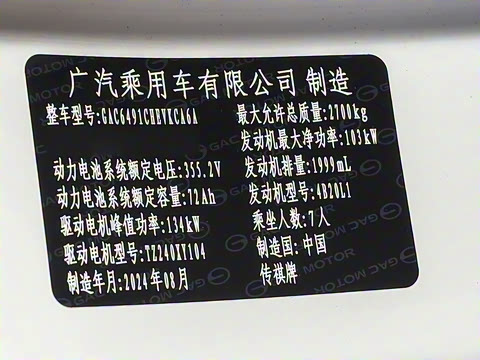 广汽乘用车有限公司 制造
整车型号:GAC6491CHEVKCA6A
最大允许总质量:2700kg
发动机最大净功率:103kW
动力电池系统额定电压:355.2V
发动机排量:1999mL
动力电池系统额定容量:72Ah
发动机型号:4B20L1
驱动电机峰值功率:134kW
乘坐人数:7人
驱动电机型号:TZ240XY104
制造国:中国
制造年月:2024年08月
传祺牌
GAC MOTOR